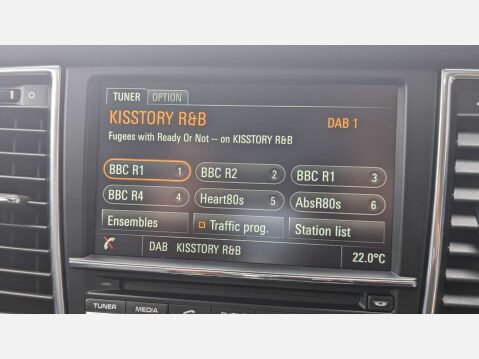 TUNER OPTION
KISSTORY R&B DAB 1
Fugees with Ready Or Not -- on KISSTORY R&B
BBC R1 1 BBC R2 2 BBC R1 3
BBC R4 4 Heart80s 5 AbsR80s 6
Ensembles Traffic prog. Station list
DAB KISSTORY R&B 22.0°C
TUNER MEDIA